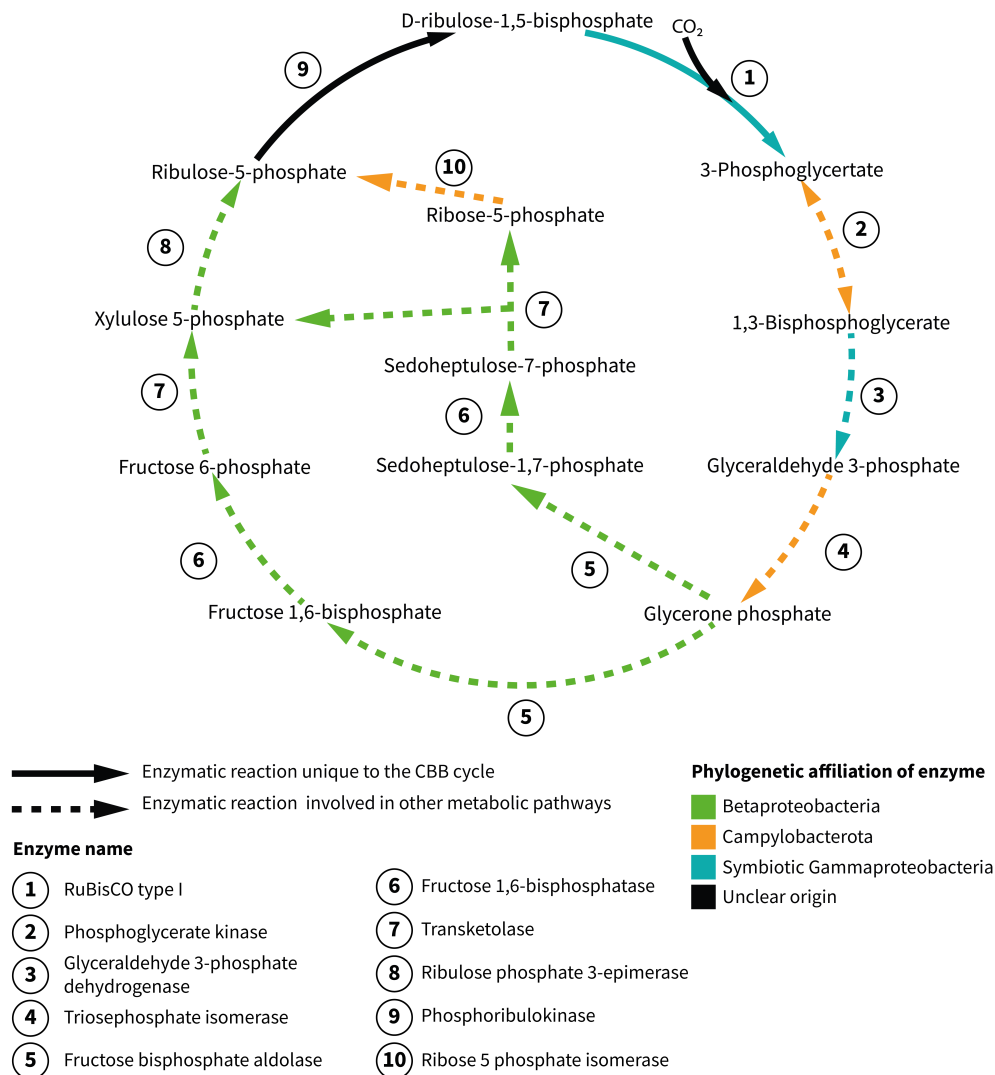 D-ribulose-1,5-bisphosphate
CO₂
1
9
Ribulose-5-phosphate
10
3-Phosphoglycertate
Ribose-5-phosphate
2
8
Xylulose 5-phosphate
7
1,3-Bisphosphoglycerate
Sedoheptulose-7-phosphate
7
6
3
Fructose 6-phosphate
Sedoheptulose-1,7-phosphate
Glyceraldehyde 3-phosphate
6
5
4
Fructose 1,6-bisphosphate
Glycerone phosphate
5
Enzymatic reaction unique to the CBB cycle
Enzymatic reaction involved in other metabolic pathways
Enzyme name
1 RuBisCO type I
2 Phosphoglycerate kinase
3 Glyceraldehyde 3-phosphate
dehydrogenase
4 Triosephosphate isomerase
5 Fructose bisphosphate aldolase
6 Fructose 1,6-bisphosphatase
7 Transketolase
8 Ribulose phosphate 3-epimerase
9 Phosphoribulokinase
10 Ribose 5 phosphate isomerase
Phylogenetic affiliation of enzyme
Betaproteobacteria
Campylobacterota
Symbiotic Gammaproteobacteria
Unclear origin